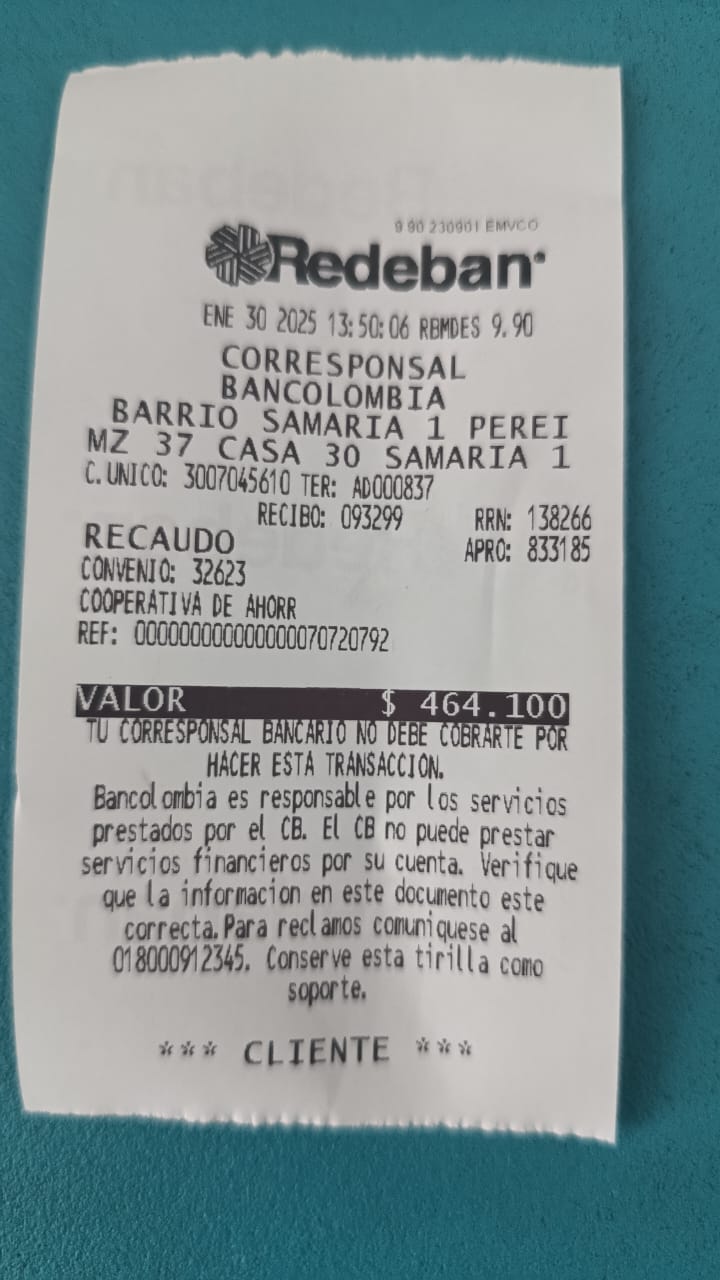 9 90 230901 EMVCO
Redeban
ENE 30 2025 13:50:06 RBMDES 9.90
CORRESPONSAL
BANCOLOMBIA
BARRIO SAMARIA 1 PEREI
MZ 37 CASA 30 SAMARIA 1
C. UNICO: 3007045610 TER: AD000837
RECIBO: 093299 RRN: 138266
RECAUDO APRO: 833185
CONVENIO: 32623
COOPERATIVA DE AHORR
REF: 000000000000000070720792
VALOR $ 464.100
TU CORRESPONSAL BANCARIO NO DEBE COBRARTE POR
HACER ESTA TRANSACCION.
Bancolombia es responsable por los servicios
prestados por el CB. El CB no puede prestar
servicios financieros por su cuenta. Verifique
que la informacion en este documento este
correcta.Para reclamos comuniquese al
018000912345. Conserve esta tirilla como
soporte.
*** CLIENTE ***